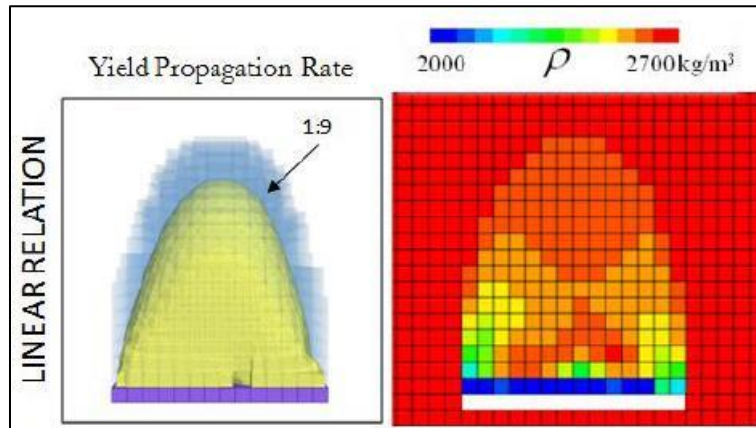 LINEAR RELATION
Yield Propagation Rate
1:9
2000 ρ 2700kg/m³